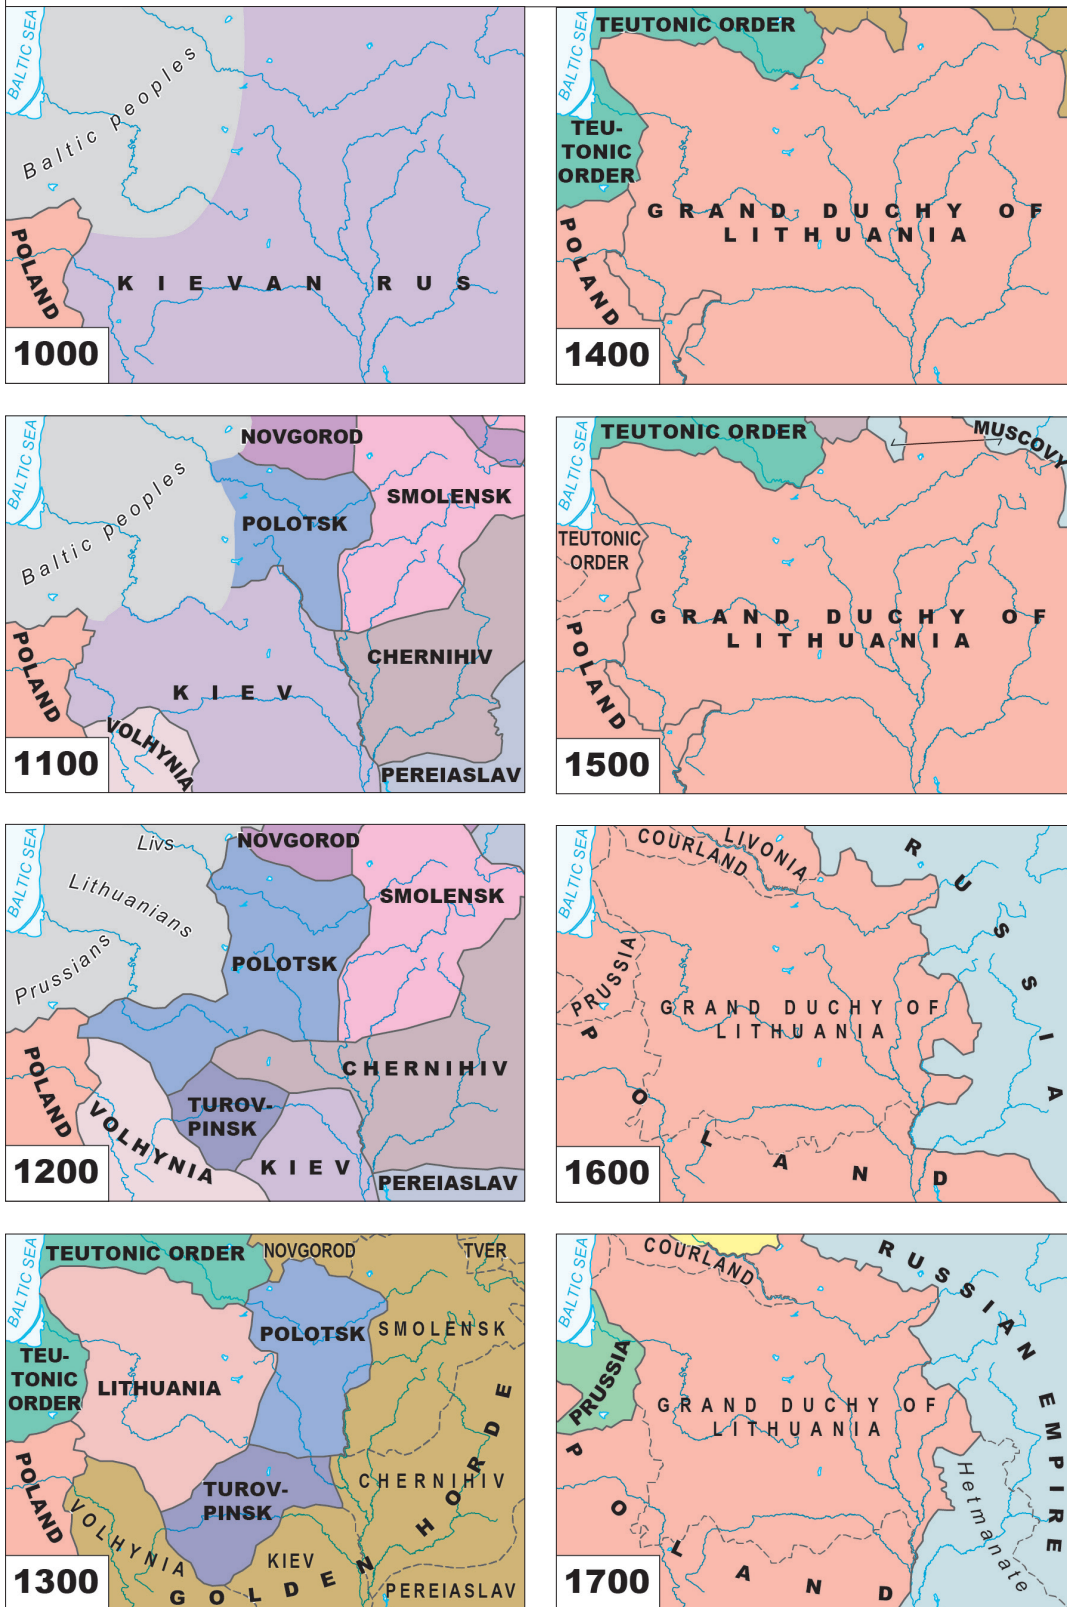 BALTIC SEA
Baltic peoples
POLAND
KIEVAN RUS
1000
BALTIC SEA
NOVGOROD
SMOLENSK
Baltic peoples
POLOTSK
POLAND
CHERNIHIV
KIEV
VOLHYNIA
PEREIASLAV
1100
BALTIC SEA
Livs
NOVGOROD
Lithuanians
SMOLENSK
Prussians
POLOTSK
POLAND
CHERNIHIV
VOLHYNIA
TUROV-
PINSK
KIEV
PEREIASLAV
1200
BALTIC SEA
TEUTONIC ORDER
NOVGOROD
TVER
POLOTSK
SMOLENSK
TEU-
TONIC
ORDER
LITHUANIA
POLAND
TUROV-
PINSK
CHERNIHIV
VOLHYNIA
KIEV
GOLDEN HORDE
PEREIASLAV
1300
BALTIC SEA
TEUTONIC ORDER
TEU-
TONIC
ORDER
GRAND DUCHY OF
LITHUANIA
POLAND
1400
BALTIC SEA
TEUTONIC ORDER
MUSCOVY
TEUTONIC
ORDER
GRAND DUCHY OF
LITHUANIA
POLAND
1500
BALTIC SEA
COURLAND
LIVONIA
RUSSIA
PRUSSIA
GRAND DUCHY OF
LITHUANIA
POLAND
1600
BALTIC SEA
COURLAND
RUSSIAN EMPIRE
PRUSSIA
GRAND DUCHY OF
LITHUANIA
Hetmanate
POLAND
1700